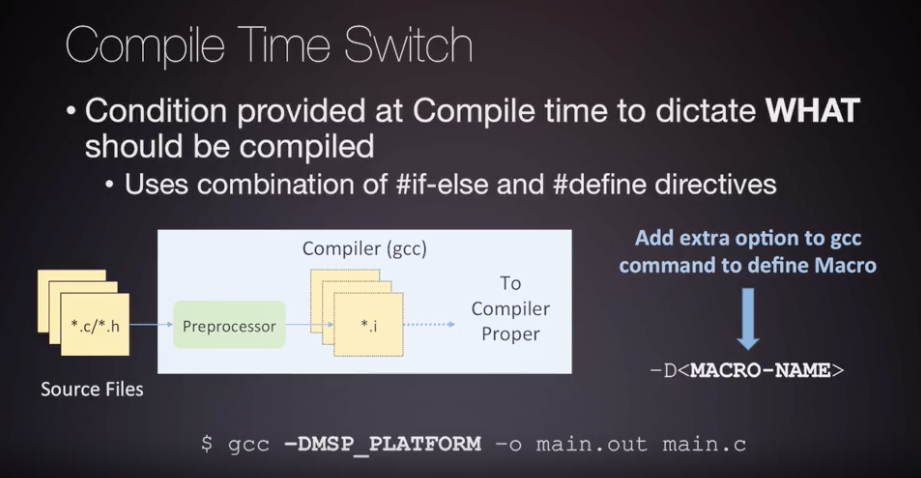 Compile Time Switch
• Condition provided at Compile time to dictate WHAT
should be compiled
• Uses combination of #if-else and #define directives
Compiler (gcc)
*.c/*.h
Preprocessor
*.i
To
Compiler
Proper
Source Files
Add extra option to gcc
command to define Macro
–D<MACRO-NAME>
$ gcc –DMSP_PLATFORM –o main.out main.c